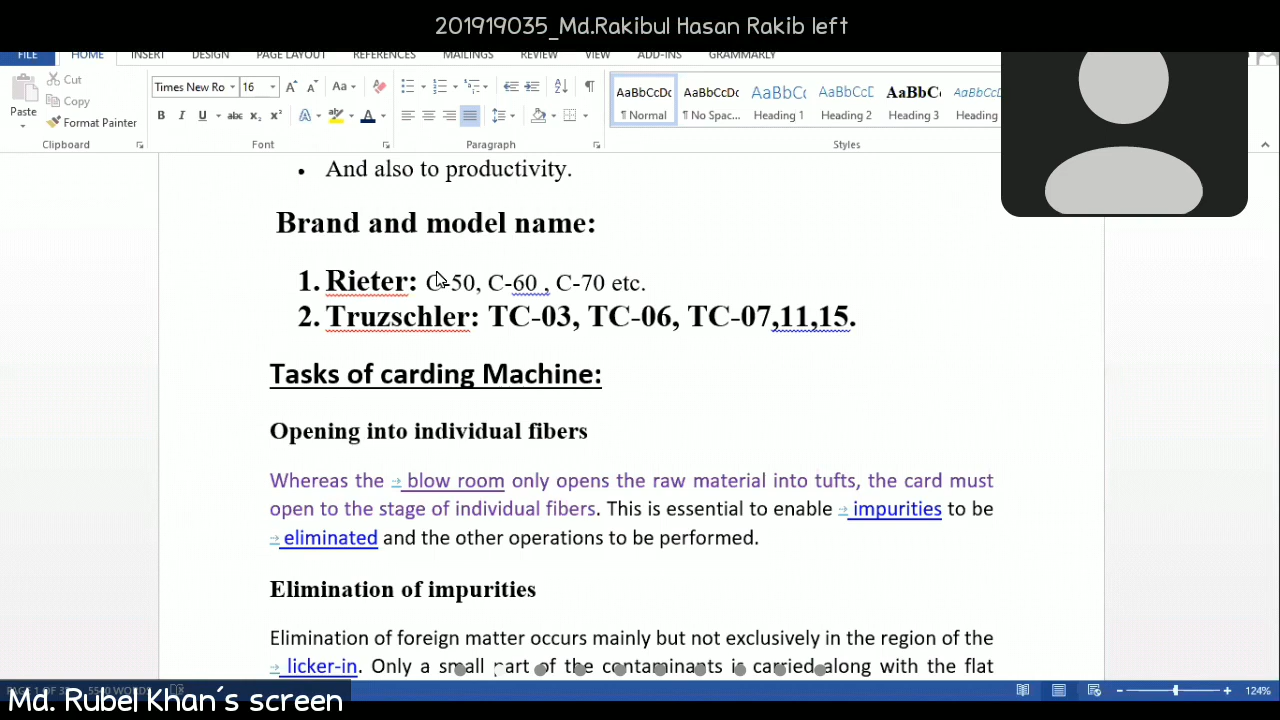 201919035_Md.Rakibul Hasan Rakib left
FILE HOME INSERT DESIGN PAGE LAYOUT REFERENCES MAILINGS REVIEW VIEW ADD-INS GRAMMARLY
Paste
Cut
Copy
Format Painter
Clipboard
Times New Ro 16
Font
Paragraph
AaBbCcDc AaBbCcDc AaBbCc AaBbCcD AaBbC AaBbCcD
¶ Normal ¶ No Spac... Heading 1 Heading 2 Heading 3 Heading
Styles
• And also to productivity.
Brand and model name:
1. Rieter: C-50, C-60 , C-70 etc.
2. Truzschler: TC-03, TC-06, TC-07,11,15.
Tasks of carding Machine:
Opening into individual fibers
Whereas the → blow room only opens the raw material into tufts, the card must
open to the stage of individual fibers. This is essential to enable → impurities to be
→ eliminated and the other operations to be performed.
Elimination of impurities
Elimination of foreign matter occurs mainly but not exclusively in the region of the
→ licker-in. Only a small part of the contaminants is carried along with the flat
124%
Md. Rubel Khan's screen